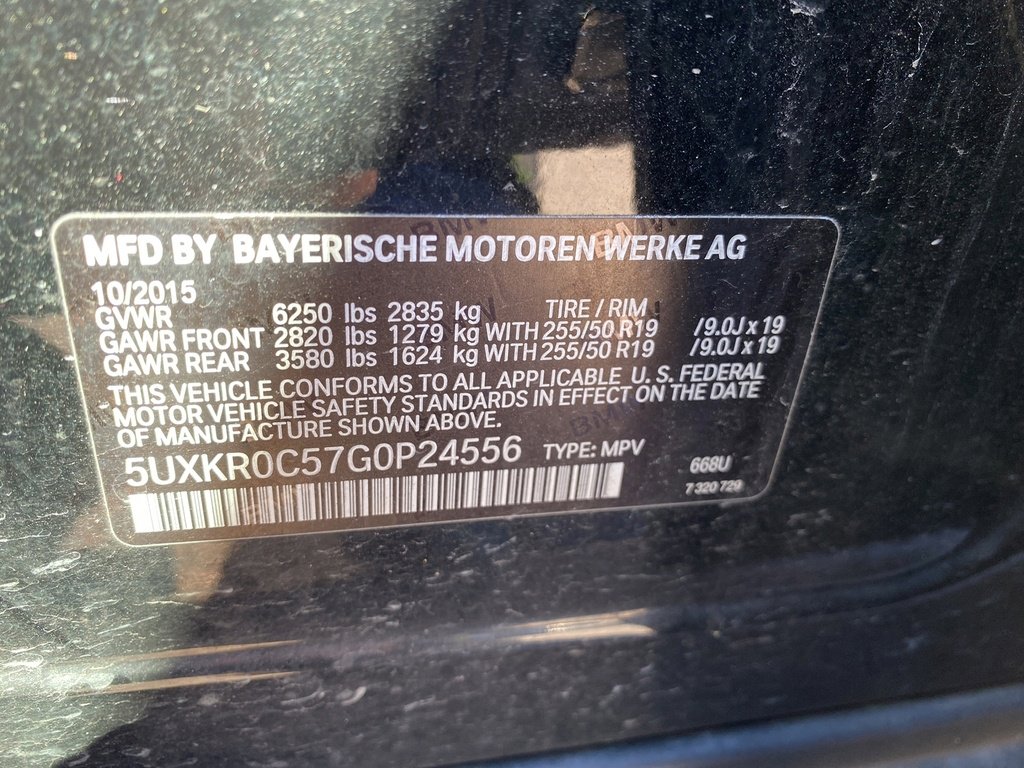 MFD BY BAYERISCHE MOTOREN WERKE AG
10/2015
GVWR 6250 lbs 2835 kg TIRE / RIM
GAWR FRONT 2820 lbs 1279 kg WITH 255/50 R19 /9.0J x 19
GAWR REAR 3580 lbs 1624 kg WITH 255/50 R19 /9.0J x 19
THIS VEHICLE CONFORMS TO ALL APPLICABLE U.S. FEDERAL
MOTOR VEHICLE SAFETY STANDARDS IN EFFECT ON THE DATE
OF MANUFACTURE SHOWN ABOVE.
5UXKR0C57G0P24556 TYPE: MPV 668U
7 320 729